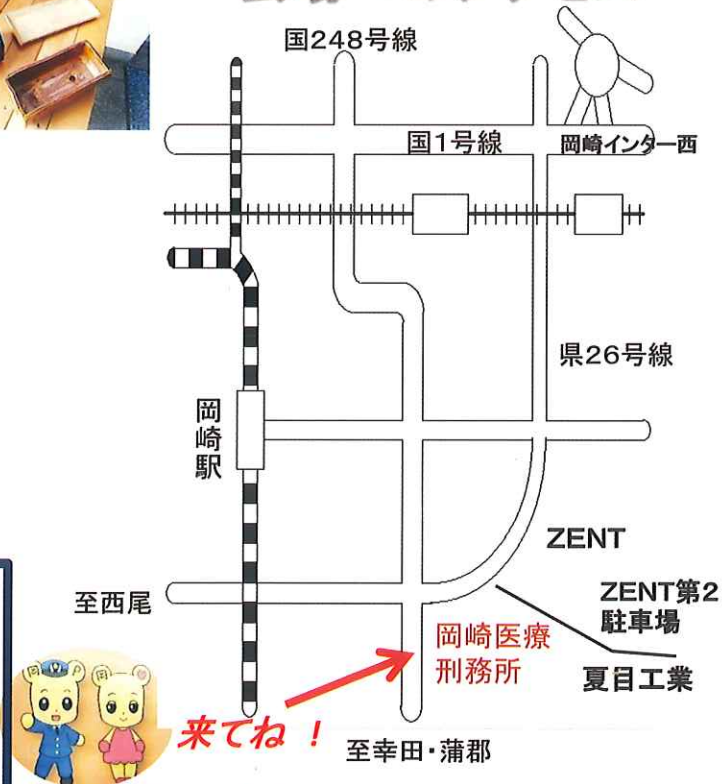 国248号線
国1号線
岡崎インター西
県26号線
岡崎駅
ZENT
至西尾
ZENT第2
駐車場
岡崎医療
刑務所
夏目工業
来てね！
至幸田・蒲郡